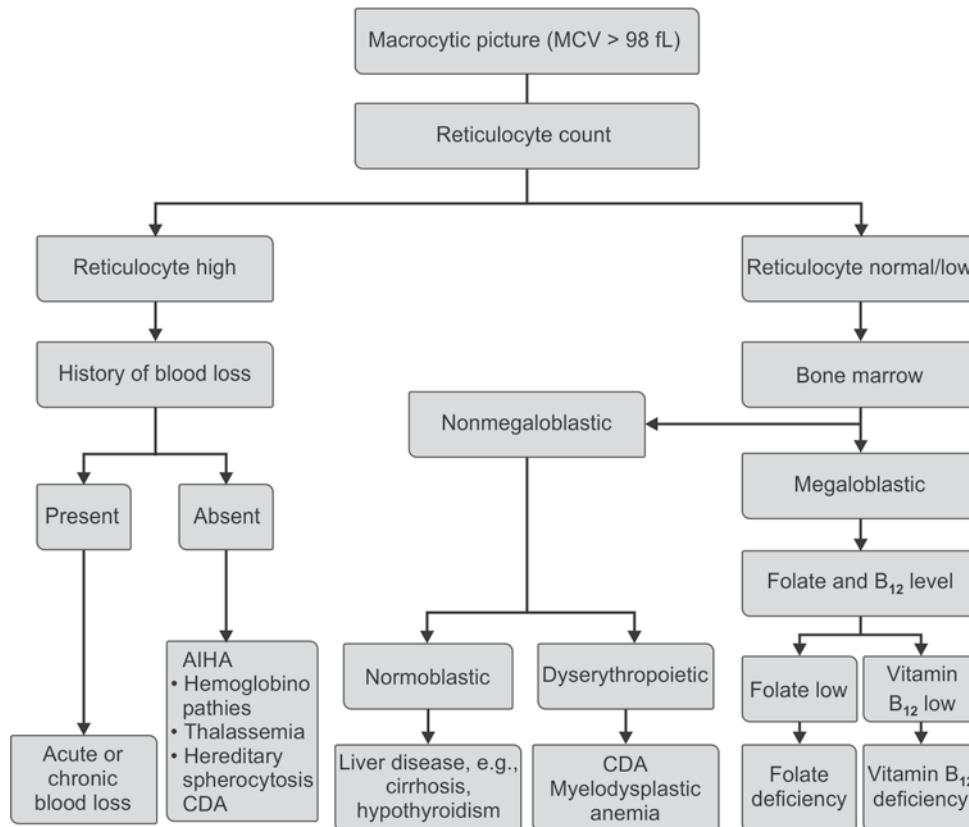 Macrocytic picture (MCV > 98 fL)
Reticulocyte count
Reticulocyte high
Reticulocyte normal/low
History of blood loss
Bone marrow
Nonmegaloblastic
Megaloblastic
Present
Absent
Folate and B₁₂ level
AIHA
• Hemoglobino
pathies
• Thalassemia
• Hereditary
spherocytosis
CDA
Normoblastic
Dyserythropoietic
Folate low
Vitamin
B₁₂ low
Acute or
chronic
blood loss
Liver disease, e.g.,
cirrhosis,
hypothyroidism
CDA
Myelodysplastic
anemia
Folate
deficiency
Vitamin B₁₂
deficiency